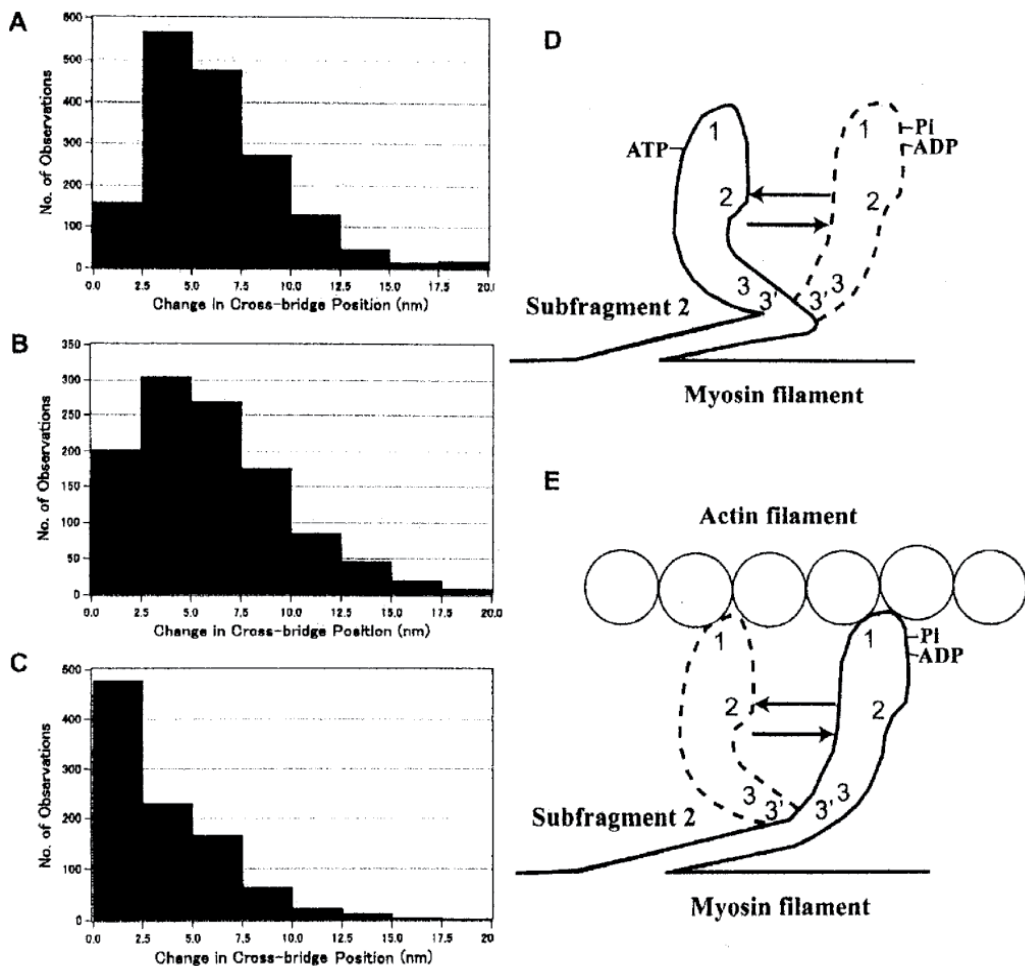 A
No. of Observations
600
500
400
300
200
100
0
0.0 2.5 5.0 7.5 10.0 12.5 15.0 17.5 20.0
Change in Cross-bridge Position (nm)
B
No. of Observations
350
300
250
200
150
100
50
0
0.0 2.5 5.0 7.5 10.0 12.5 15.0 17.5 20.0
Change in Cross-bridge Position (nm)
C
No. of Observations
500
400
300
200
100
0
0.0 2.5 5.0 7.5 10.0 12.5 15.0 17.5 20
Change in Cross-bridge Position (nm)
D
1
ATP
2
3
3'
1
Pi
ADP
2
3' 3
Subfragment 2
Myosin filament
E
Actin filament
1
2
3
3'
1
Pi
ADP
2
3' 3
Subfragment 2
Myosin filament